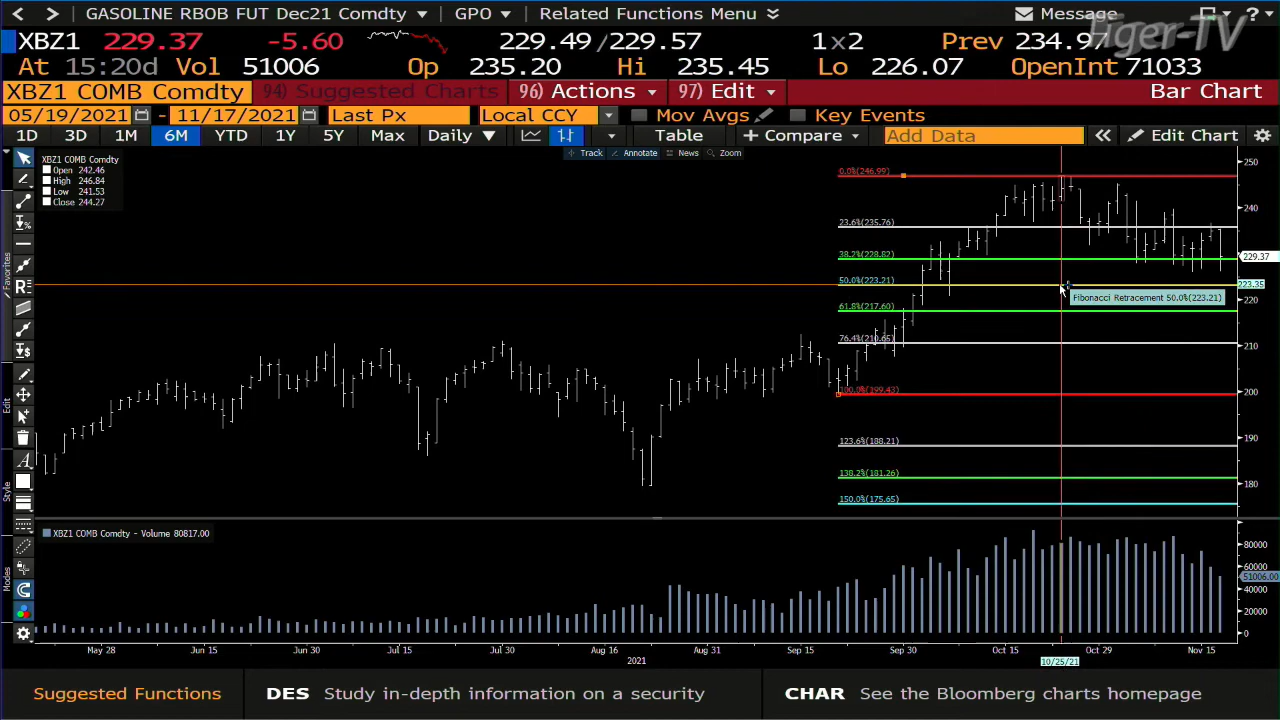 < > GASOLINE RBOB FUT Dec21 Comdty GPO Related Functions Menu Message ?
XBZ1 229.37 -5.60 229.49/229.57 1x2 Prev 234.97
Tiger-TV
At 15:20d Vol 51006 Op 235.20 Hi 235.45 Lo 226.07 OpenInt 71033
XBZ1 COMB Comdty 94) Suggested Charts 96) Actions 97) Edit Bar Chart
05/19/2021 - 11/17/2021 Last Px Local CCY Mov Avgs Key Events
1D 3D 1M 6M YTD 1Y 5Y Max Daily Table + Compare Add Data Edit Chart
Track Annotate News Zoom
XBZ1 COMB Comdty
Open 242.46
High 246.84
Low 241.53
Close 244.27
0.0%(246.99)
23.6%(235.76)
38.2%(228.82)
50.0%(223.21)
Fibonacci Retracement 50.0%(223.21)
61.8%(217.60)
76.4%(210.65)
100.0%(199.43)
123.6%(188.21)
138.2%(181.26)
150.0%(175.65)
250
240
229.37
223.35
220
210
200
190
180
Favorites
Edit
Style
Modes
XBZ1 COMB Comdty - Volume 80817.00
80000
60000
51006.00
40000
20000
0
May 28 Jun 15 Jun 30 Jul 15 Jul 30 Aug 16 Aug 31 Sep 15 Sep 30 Oct 15 Oct 29 Nov 15
2021
10/25/21
Suggested Functions DES Study in-depth information on a security CHAR See the Bloomberg charts homepage